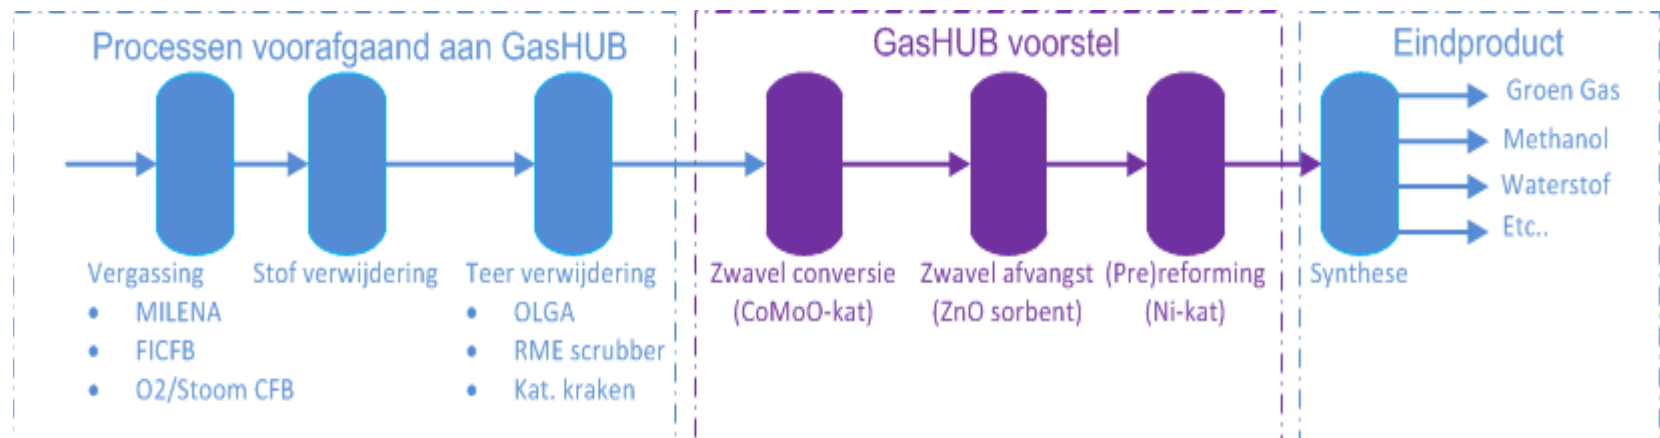 Processen voorafgaand aan GasHUB
Vergassing
• MILENA
• FICFB
• O2/Stoom CFB
Stof verwijdering
Teer verwijdering
• OLGA
• RME scrubber
• Kat. kraken
GasHUB voorstel
Zwavel conversie
(CoMoO-kat)
Zwavel afvangst
(ZnO sorbent)
(Pre)reforming
(Ni-kat)
Eindproduct
Groen Gas
Methanol
Waterstof
Etc..
Synthese